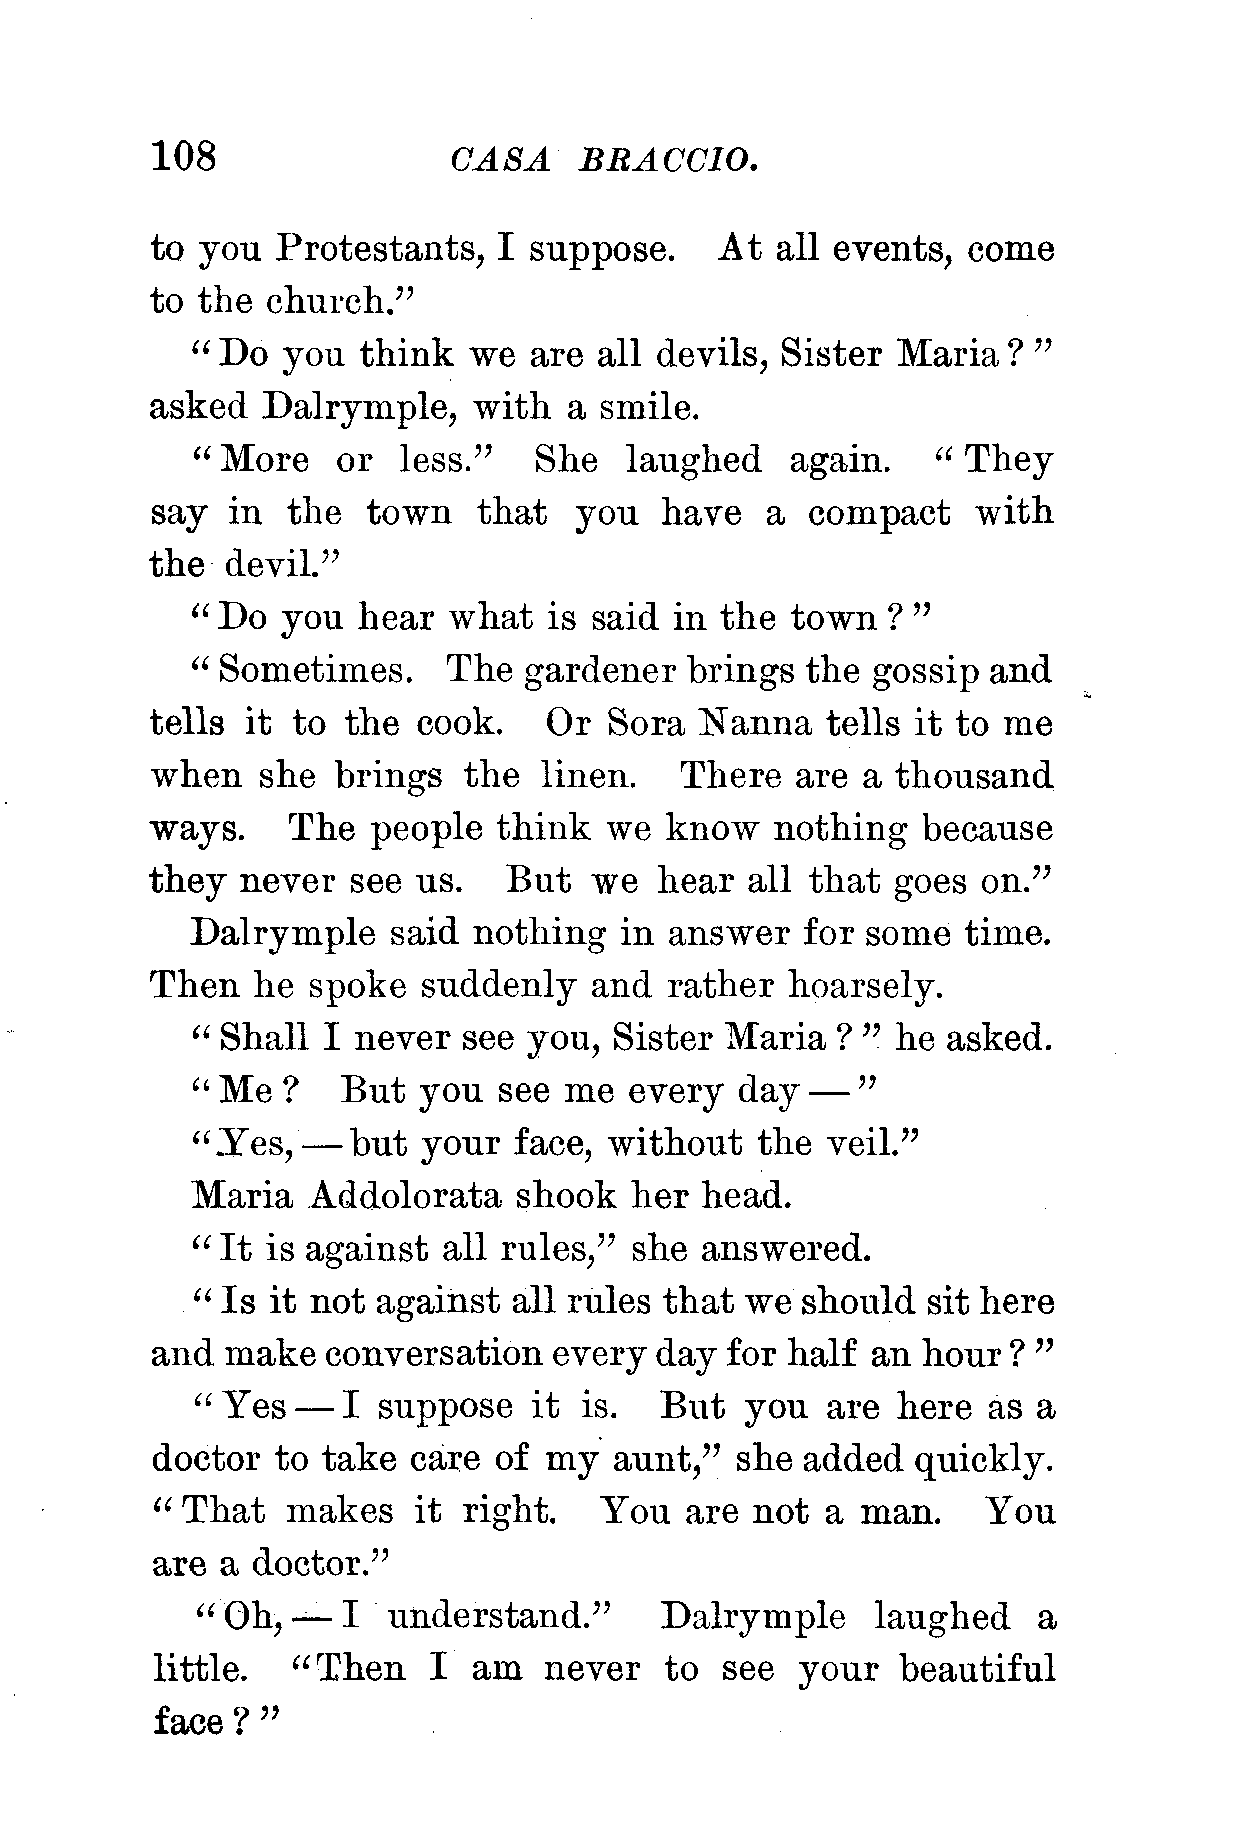 108 CASA BRACCIO.
to you Protestants, I suppose. At all events, come
to the church.”
“Do you think we are all devils, Sister Maria?”
asked Dalrymple, with a smile.
“More or less.” She laughed again. “They
say in the town that you have a compact with
the devil.”
“Do you hear what is said in the town?”
“Sometimes. The gardener brings the gossip and
tells it to the cook. Or Sora Nanna tells it to me
when she brings the linen. There are a thousand
ways. The people think we know nothing because
they never see us. But we hear all that goes on.”
Dalrymple said nothing in answer for some time.
Then he spoke suddenly and rather hoarsely.
“Shall I never see you, Sister Maria?” he asked.
“Me? But you see me every day—”
“Yes,—but your face, without the veil.”
Maria Addolorata shook her head.
“It is against all rules,” she answered.
“Is it not against all rules that we should sit here
and make conversation every day for half an hour?”
“Yes—I suppose it is. But you are here as a
doctor to take care of my aunt,” she added quickly.
“That makes it right. You are not a man. You
are a doctor.”
“Oh,—I understand.” Dalrymple laughed a
little. “Then I am never to see your beautiful
face?”